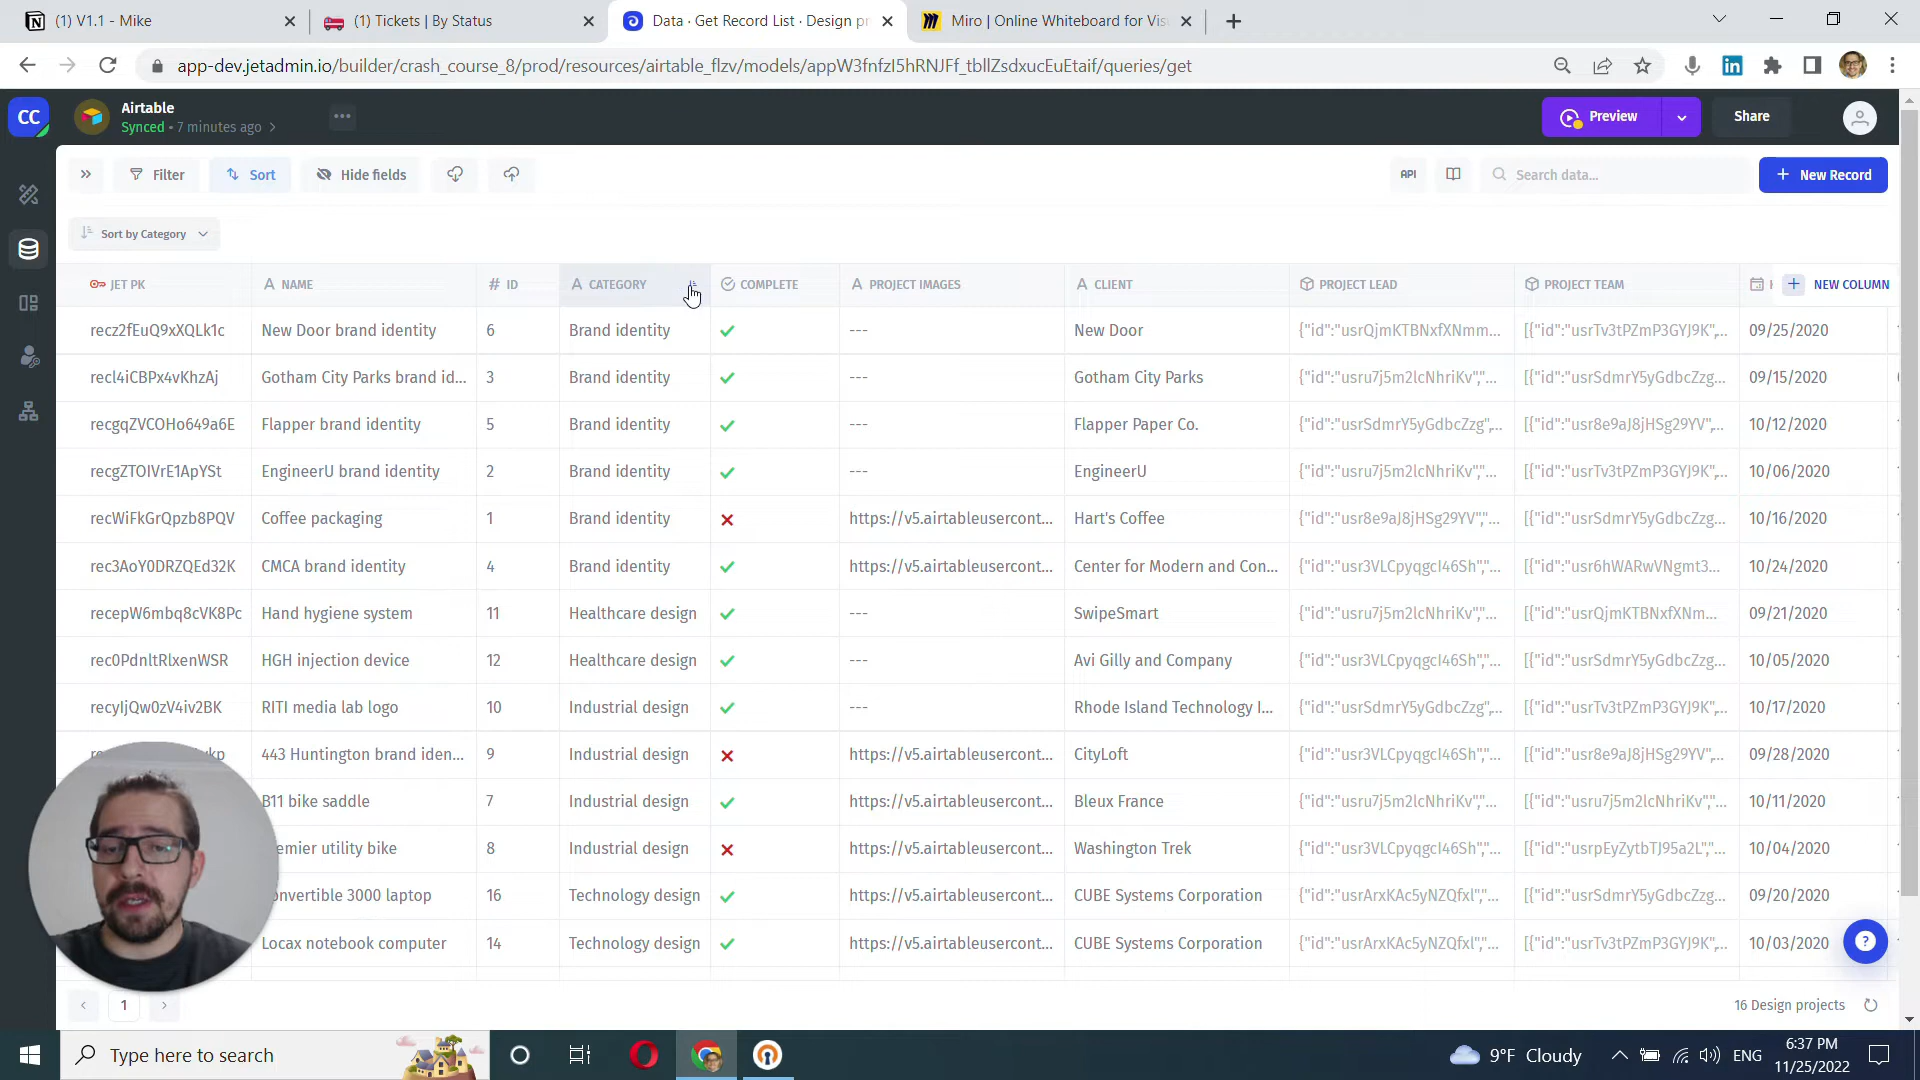 (1) V1.1 - Mike
(1) Tickets | By Status
Data · Get Record List · Design pr
Miro | Online Whiteboard for Vis
app-dev.jetadmin.io/builder/crash_course_8/prod/resources/airtable_flzv/models/appW3fnfzI5hRNJFf_tbllZsdxucEuEtaif/queries/get
CC
Airtable
Synced • 7 minutes ago >
Preview
Share
Filter
Sort
Hide fields
API
Search data...
New Record
Sort by Category
JET PK NAME # ID CATEGORY COMPLETE PROJECT IMAGES CLIENT PROJECT LEAD PROJECT TEAM NEW COLUMN
recz2fEuQ9xXQLk1c New Door brand identity 6 Brand identity --- New Door {"id":"usrQjmKTBNxfXNmm... [{"id":"usrTv3tPZmP3GYJ9K",... 09/25/2020
recl4iCBPx4vKhzAj Gotham City Parks brand id... 3 Brand identity --- Gotham City Parks {"id":"usru7j5m2lcNhriKv","... [{"id":"usrSdmrY5yGdbcZzg... 09/15/2020
recgqZVCOHo649a6E Flapper brand identity 5 Brand identity --- Flapper Paper Co. {"id":"usrSdmrY5yGdbcZzg",... [{"id":"usr8e9aJ8jHSg29YV",... 10/12/2020
recgZTOIVrE1ApYSt EngineerU brand identity 2 Brand identity --- EngineerU {"id":"usru7j5m2lcNhriKv","... [{"id":"usrTv3tPZmP3GYJ9K",... 10/06/2020
recWiFkGrQpzb8PQV Coffee packaging 1 Brand identity https://v5.airtableusercont... Hart's Coffee {"id":"usr8e9aJ8jHSg29YV","... [{"id":"usrSdmrY5yGdbcZzg... 10/16/2020
rec3AoY0DRZQEd32K CMCA brand identity 4 Brand identity https://v5.airtableusercont... Center for Modern and Con... {"id":"usr3VLCpyqgcI46Sh","... [{"id":"usr6hWARwVNgmt3... 10/24/2020
recepW6mbq8cVK8Pc Hand hygiene system 11 Healthcare design --- SwipeSmart {"id":"usru7j5m2lcNhriKv","... [{"id":"usrQjmKTBNxfXNm... 09/21/2020
rec0PdnltRlxenWSR HGH injection device 12 Healthcare design --- Avi Gilly and Company {"id":"usr3VLCpyqgcI46Sh","... [{"id":"usrSdmrY5yGdbcZzg... 10/05/2020
recyIjQw0zV4iv2BK RITI media lab logo 10 Industrial design --- Rhode Island Technology I... {"id":"usrSdmrY5yGdbcZzg",... [{"id":"usrTv3tPZmP3GYJ9K",... 10/17/2020
443 Huntington brand iden... 9 Industrial design https://v5.airtableusercont... CityLoft {"id":"usr3VLCpyqgcI46Sh","... [{"id":"usr8e9aJ8jHSg29YV",... 09/28/2020
B11 bike saddle 7 Industrial design https://v5.airtableusercont... Bleux France {"id":"usru7j5m2lcNhriKv","... [{"id":"usru7j5m2lcNhriKv","... 10/11/2020
emier utility bike 8 Industrial design https://v5.airtableusercont... Washington Trek {"id":"usr3VLCpyqgcI46Sh","... [{"id":"usrpEyZytbTJ95a2L","... 10/04/2020
onvertible 3000 laptop 16 Technology design https://v5.airtableusercont... CUBE Systems Corporation {"id":"usrArxKAc5yNZQfxl","... [{"id":"usrSdmrY5yGdbcZzg... 09/20/2020
Locax notebook computer 14 Technology design https://v5.airtableusercont... CUBE Systems Corporation {"id":"usrArxKAc5yNZQfxl","... [{"id":"usrTv3tPZmP3GYJ9K",... 10/03/2020
?
< 1 >
16 Design projects
Type here to search
9°F Cloudy
ENG
6:37 PM
11/25/2022